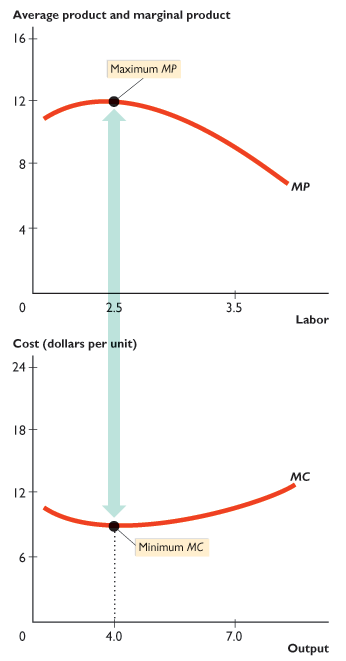 Average product and marginal product
16
Maximum MP
12
8
MP
4
0
2.5
3.5
Labor
Cost (dollars per unit)
24
18
MC
12
Minimum MC
6
0
4.0
7.0
Output